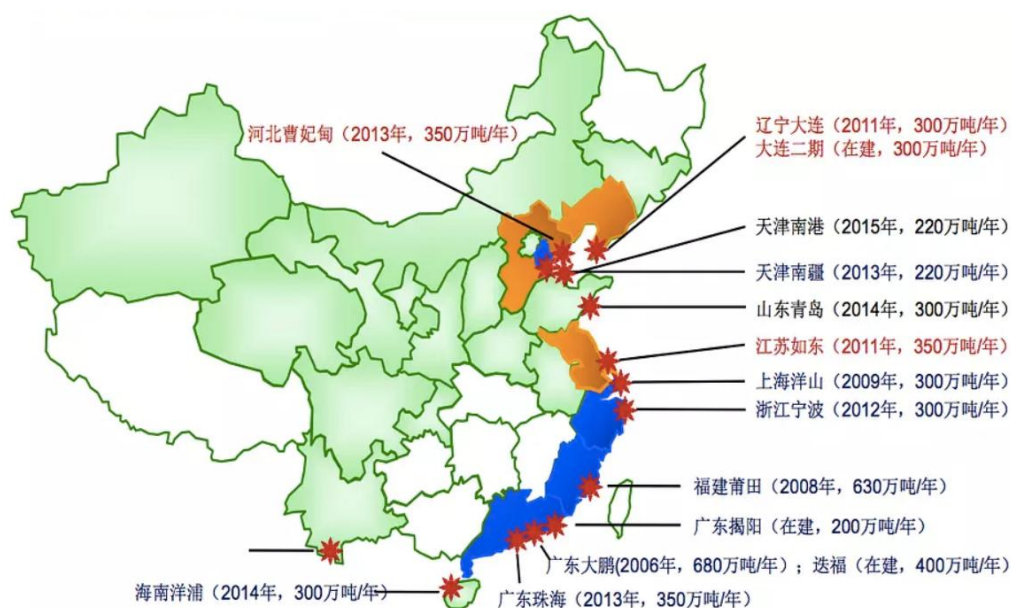 河北曹妃甸（2013年，350万吨/年）
辽宁大连（2011年，300万吨/年）
大连二期（在建，300万吨/年）
天津南港（2015年，220万吨/年）
天津南疆（2013年，220万吨/年）
山东青岛（2014年，300万吨/年）
江苏如东（2011年，350万吨/年）
上海洋山（2009年，300万吨/年）
浙江宁波（2012年，300万吨/年）
福建莆田（2008年，630万吨/年）
广东揭阳（在建，200万吨/年）
广东大鹏(2006年，680万吨/年）；迭福（在建，400万吨/年）
海南洋浦（2014年，300万吨/年）
广东珠海（2013年，350万吨/年）